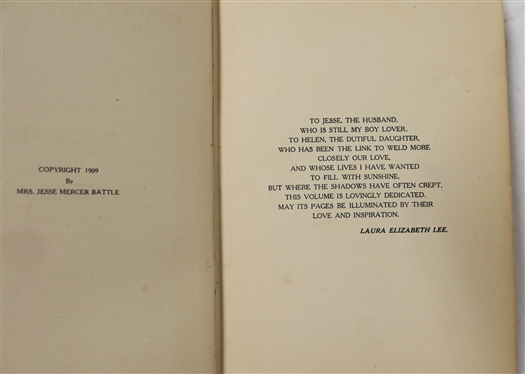 COPYRIGHT 1909
By
MRS. JESSE MERCER BATTLE
TO JESSE, THE HUSBAND,
WHO IS STILL MY BOY LOVER,
TO HELEN, THE DUTIFUL DAUGHTER,
WHO HAS BEEN THE LINK TO WELD MORE
CLOSELY OUR LOVE,
AND WHOSE LIVES I HAVE WANTED
TO FILL WITH SUNSHINE,
BUT WHERE THE SHADOWS HAVE OFTEN CREPT,
THIS VOLUME IS LOVINGLY DEDICATED.
MAY ITS PAGES BE ILLUMINATED BY THEIR
LOVE AND INSPIRATION.
LAURA ELIZABETH LEE.